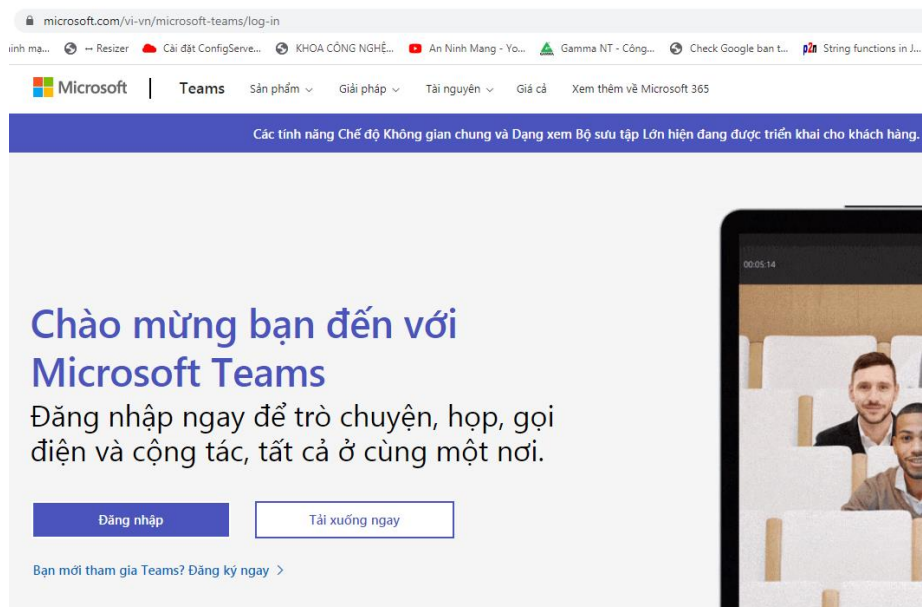 microsoft.com/vi-vn/microsoft-teams/log-in
inh mạ... -- Resizer Cài đặt ConfigServe... KHOA CÔNG NGHỆ... An Ninh Mang - Yo... Gamma NT - Công... Check Google ban t... p2n String functions in J...
Microsoft Teams Sản phẩm Giải pháp Tài nguyên Giá cả Xem thêm về Microsoft 365
Các tính năng Chế độ Không gian chung và Dạng xem Bộ sưu tập Lớn hiện đang được triển khai cho khách hàng.
00:05:14
Chào mừng bạn đến với
Microsoft Teams
Đăng nhập ngay để trò chuyện, họp, gọi
điện và cộng tác, tất cả ở cùng một nơi.
Đăng nhập Tải xuống ngay
Bạn mới tham gia Teams? Đăng ký ngay >